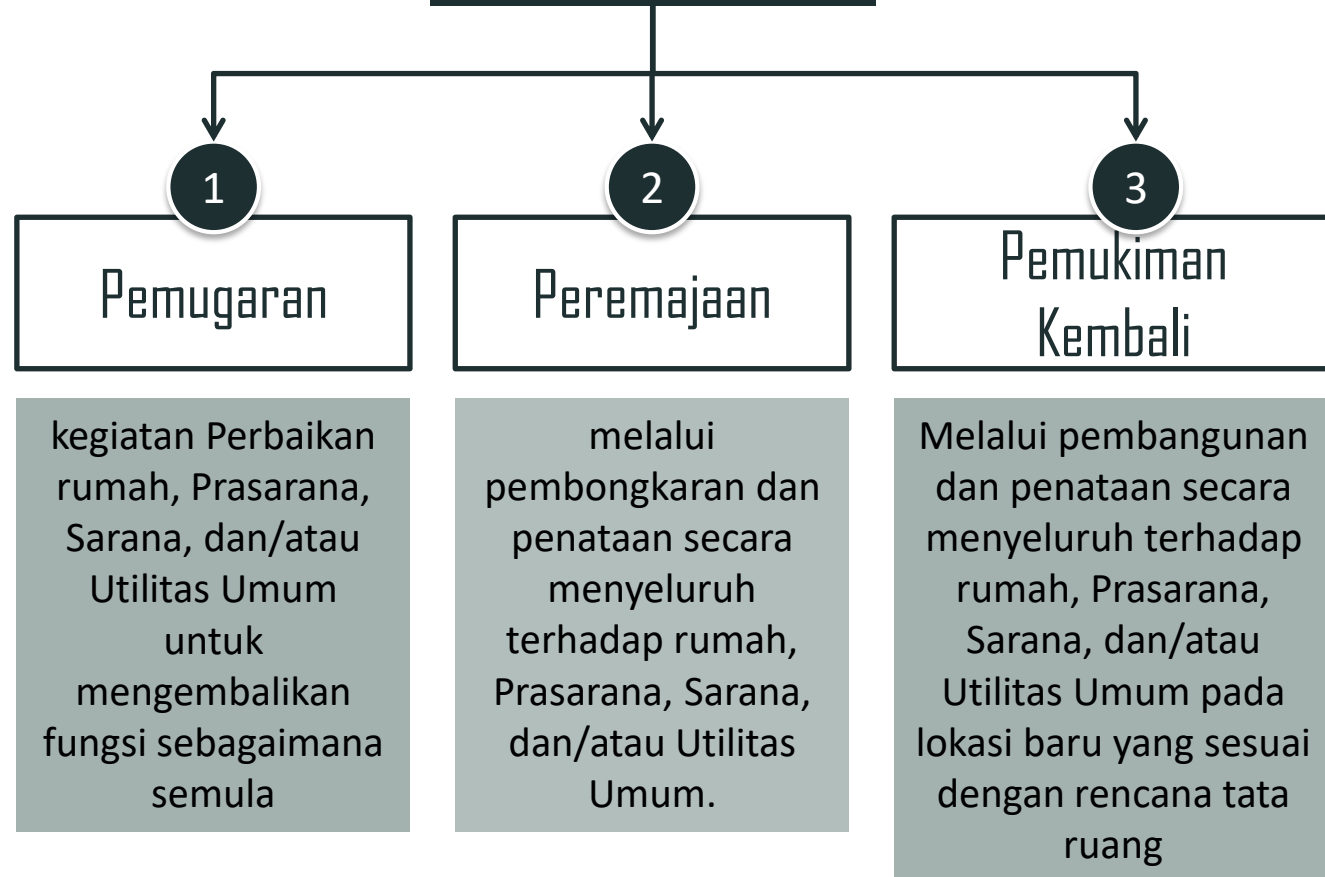 1
Pemugaran
kegiatan Perbaikan
rumah, Prasarana,
Sarana, dan/atau
Utilitas Umum
untuk
mengembalikan
fungsi sebagaimana
semula
2
Peremajaan
melalui
pembongkaran dan
penataan secara
menyeluruh
terhadap rumah,
Prasarana, Sarana,
dan/atau Utilitas
Umum.
3
Pemukiman
Kembali
Melalui pembangunan
dan penataan secara
menyeluruh terhadap
rumah, Prasarana,
Sarana, dan/atau
Utilitas Umum pada
lokasi baru yang sesuai
dengan rencana tata
ruang